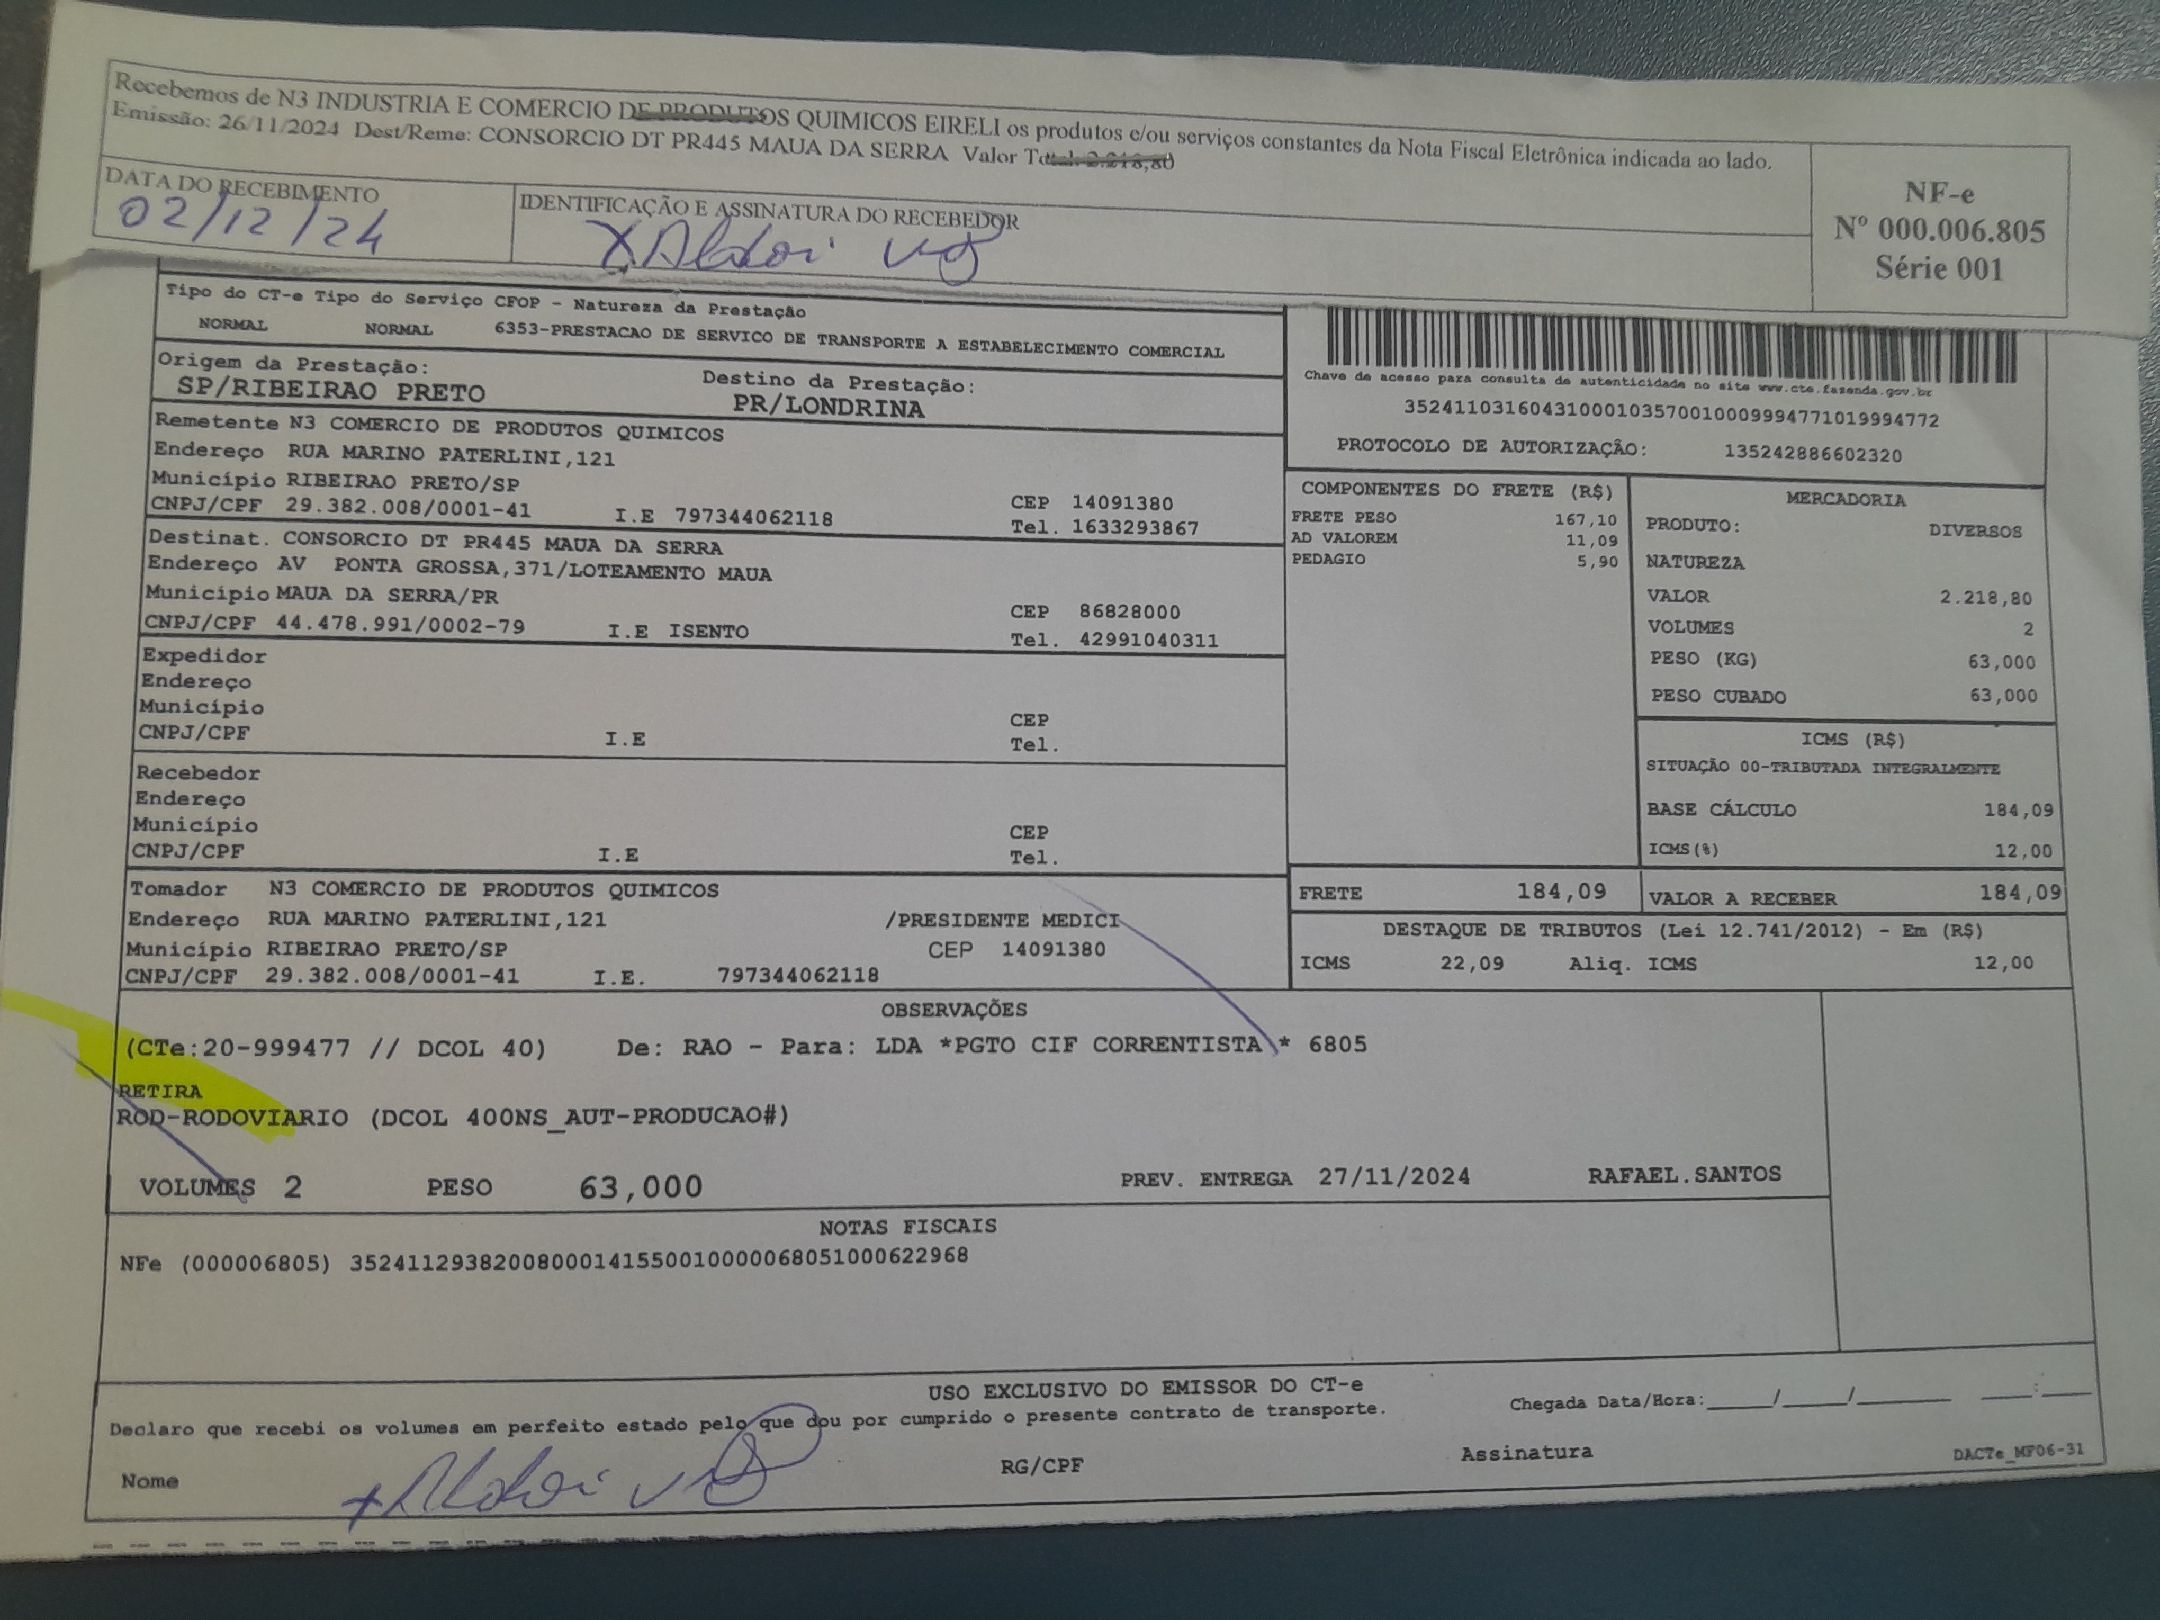 Recebemos de N3 INDUSTRIA E COMERCIO DE PRODUTOS QUIMICOS EIRELI os produtos e/ou serviços constantes da Nota Fiscal Eletrônica indicada ao lado.
Emissão: 26/11/2024 Dest/Reme: CONSORCIO DT PR445 MAUA DA SERRA Valor Total: 2.218,80
DATA DO RECEBIMENTO
02/12/24
IDENTIFICAÇÃO E ASSINATURA DO RECEBEDOR
NF-e
Nº 000.006.805
Série 001
Tipo do CT-e Tipo do Serviço CFOP - Natureza da Prestação
NORMAL NORMAL 6353-PRESTACAO DE SERVICO DE TRANSPORTE A ESTABELECIMENTO COMERCIAL
Origem da Prestação: Destino da Prestação:
SP/RIBEIRAO PRETO PR/LONDRINA
Chave de acesso para consulta de autenticidade no site www.cte.fazenda.gov.br
35241103160431000103570010009994771019994772
PROTOCOLO DE AUTORIZAÇÃO: 135242886602320
Remetente N3 COMERCIO DE PRODUTOS QUIMICOS
Endereço RUA MARINO PATERLINI,121
Município RIBEIRAO PRETO/SP CEP 14091380
CNPJ/CPF 29.382.008/0001-41 I.E 797344062118 Tel. 1633293867
Destinat. CONSORCIO DT PR445 MAUA DA SERRA
Endereço AV PONTA GROSSA,371/LOTEAMENTO MAUA
Município MAUA DA SERRA/PR CEP 86828000
CNPJ/CPF 44.478.991/0002-79 I.E ISENTO Tel. 42991040311
Expedidor
Endereço
Município CEP
CNPJ/CPF I.E Tel.
Recebedor
Endereço
Município CEP
CNPJ/CPF I.E Tel.
Tomador N3 COMERCIO DE PRODUTOS QUIMICOS
Endereço RUA MARINO PATERLINI,121 /PRESIDENTE MEDICI
Município RIBEIRAO PRETO/SP CEP 14091380
CNPJ/CPF 29.382.008/0001-41 I.E. 797344062118
COMPONENTES DO FRETE (R$)
FRETE PESO 167,10
AD VALOREM 11,09
PEDAGIO 5,90
MERCADORIA
PRODUTO: DIVERSOS
NATUREZA
VALOR 2.218,80
VOLUMES 2
PESO (KG) 63,000
PESO CUBADO 63,000
ICMS (R$)
SITUAÇÃO 00-TRIBUTADA INTEGRALMENTE
BASE CÁLCULO 184,09
ICMS(%) 12,00
FRETE 184,09 VALOR A RECEBER 184,09
DESTAQUE DE TRIBUTOS (Lei 12.741/2012) - Em (R$)
ICMS 22,09 Aliq. ICMS 12,00
OBSERVAÇÕES
(CTe:20-999477 // DCOL 40) De: RAO - Para: LDA *PGTO CIF CORRENTISTA * 6805
RETIRA
ROD-RODOVIARIO (DCOL 400NS_AUT-PRODUCAO#)
VOLUMES 2 PESO 63,000 PREV. ENTREGA 27/11/2024 RAFAEL.SANTOS
NOTAS FISCAIS
NFe (000006805) 35241129382008000141550010000068051000622968
USO EXCLUSIVO DO EMISSOR DO CT-e
Declaro que recebi os volumes em perfeito estado pelo que dou por cumprido o presente contrato de transporte.
Chegada Data/Hora:_____/_____/________ ____:____
Nome RG/CPF Assinatura
DACTe_MF06-31